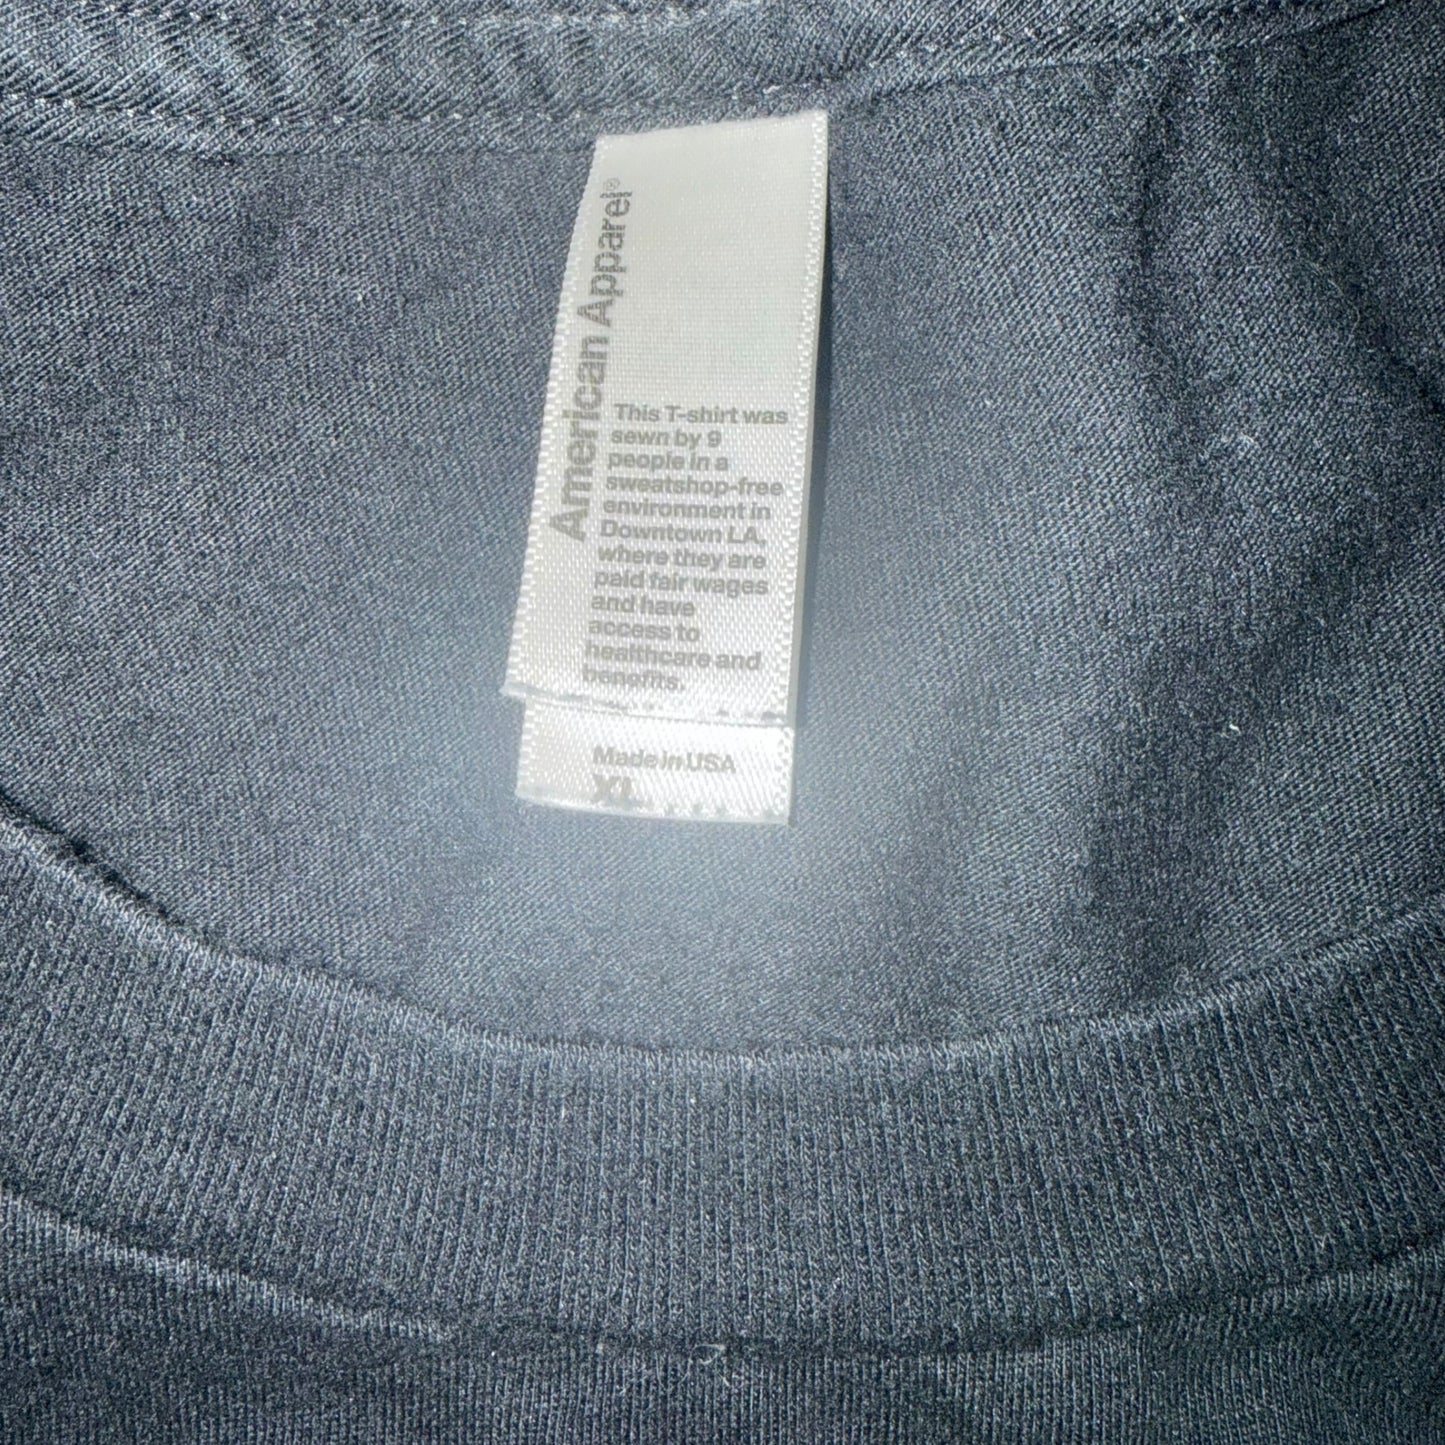 American Apparel®
This T-shirt was
sewn by 9
people in a
sweatshop-free
environment in
Downtown LA,
where they are
paid fair wages
and have
access to
healthcare and
benefits.
Made in USA
XL